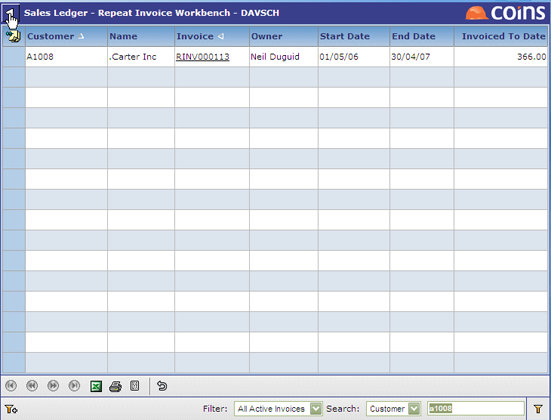 Sales Ledger - Repeat Invoice Workbench - DAVSCH
coins
Customer Name Invoice Owner Start Date End Date Invoiced To Date
A1008 .Carter Inc RINV000113 Neil Duguid 01/05/06 30/04/07 366.00
Filter: All Active Invoices Search: Customer a1008